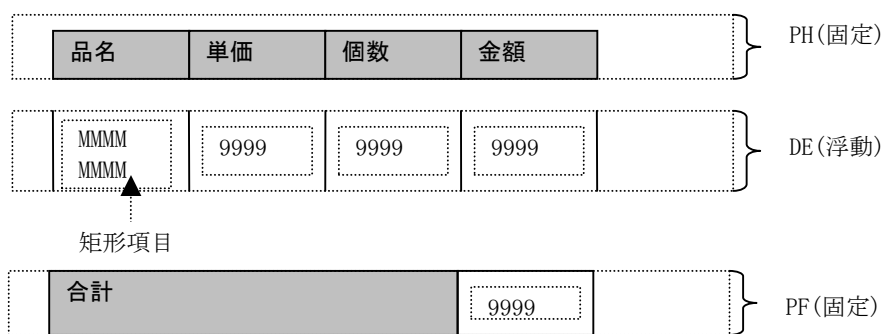 品名 単価 個数 金額 PH(固定)
MMMM
MMMM
9999 9999 9999 DE(浮動)
矩形項目
合計 9999 PF(固定)